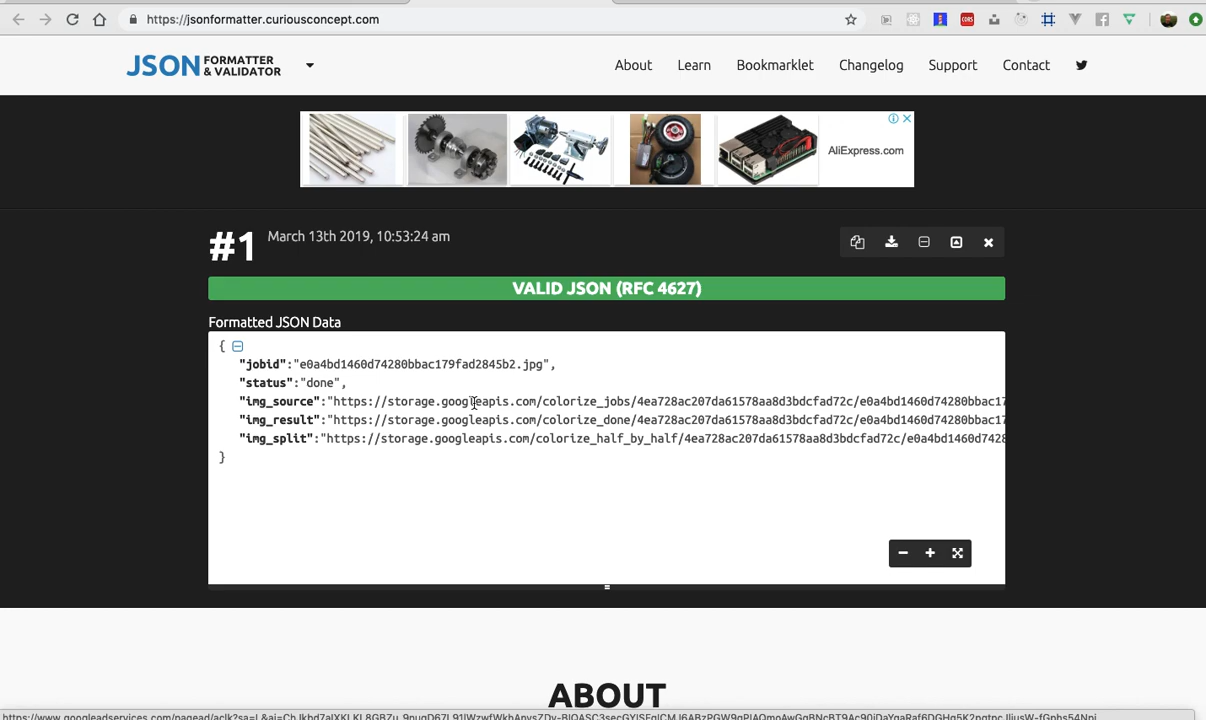 https://jsonformatter.curiousconcept.com
CORS
JSON FORMATTER & VALIDATOR
About
Learn
Bookmarklet
Changelog
Support
Contact
AliExpress.com
#1
March 13th 2019, 10:53:24 am
VALID JSON (RFC 4627)
Formatted JSON Data
{
"jobid":"e0a4bd1460d74280bbac179fad2845b2.jpg",
"status":"done",
"img_source":"https://storage.googleapis.com/colorize_jobs/4ea728ac207da61578aa8d3bdcfad72c/e0a4bd1460d74280bbac17
"img_result":"https://storage.googleapis.com/colorize_done/4ea728ac207da61578aa8d3bdcfad72c/e0a4bd1460d74280bbac17
"img_split":"https://storage.googleapis.com/colorize_half_by_half/4ea728ac207da61578aa8d3bdcfad72c/e0a4bd1460d7428
}
ABOUT